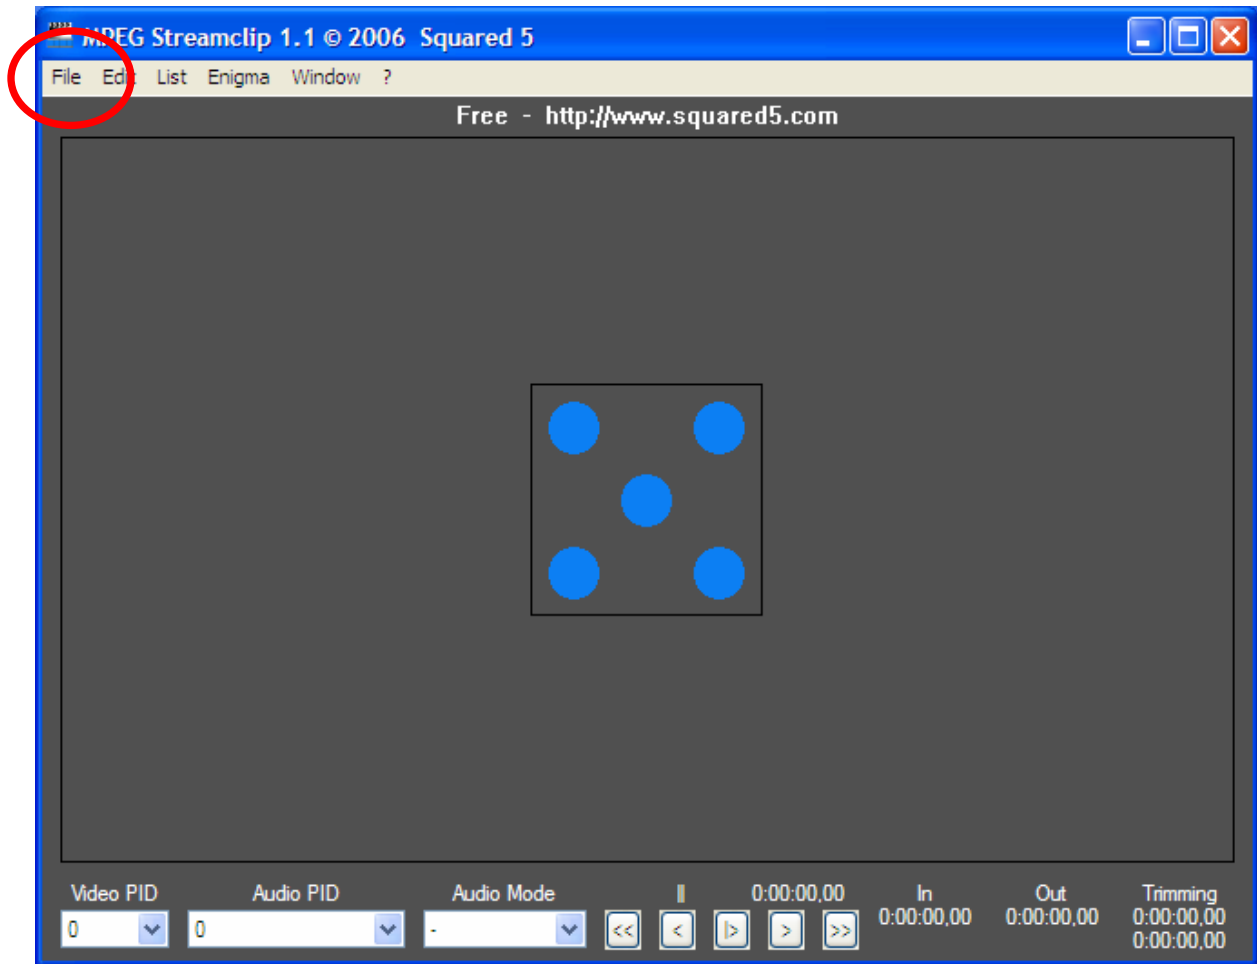 MPEG Streamclip 1.1 © 2006 Squared 5
File Edit List Enigma Window ?
Free - http://www.squared5.com
Video PID Audio PID Audio Mode || 0:00:00,00 In Out Trimming
0 0 - << < |> > >> 0:00:00,00 0:00:00,00 0:00:00,00
0:00:00,00